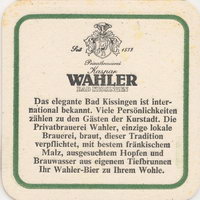 Seit 1578
Privatbrauerei
Kaspar
WAHLER
BAD KISSINGEN
Das elegante Bad Kissingen ist inter-
national bekannt. Viele Persönlichkeiten
zählen zu den Gästen der Kurstadt. Die
Privatbrauerei Wahler, einzige lokale
Brauerei, braut, dieser Tradition
verpflichtet, mit bestem fränkischem
Malz, ausgesuchtem Hopfen und
Brauwasser aus eigenem Tiefbrunnen
Ihr Wahler-Bier zu Ihrem Wohle.